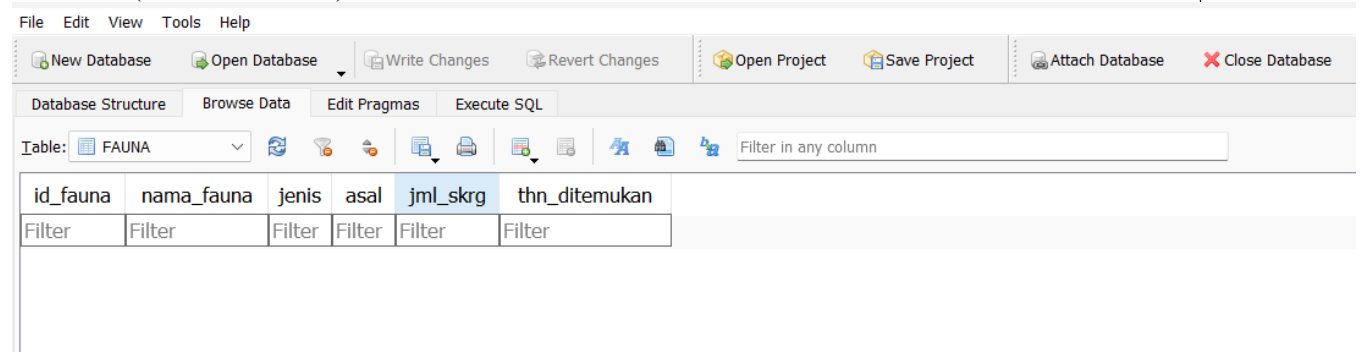 File Edit View Tools Help
New Database Open Database Write Changes Revert Changes Open Project Save Project Attach Database Close Database
Database Structure Browse Data Edit Pragmas Execute SQL
Table: FAUNA Filter in any column
id_fauna nama_fauna jenis asal jml_skrg thn_ditemukan
Filter Filter Filter Filter Filter Filter